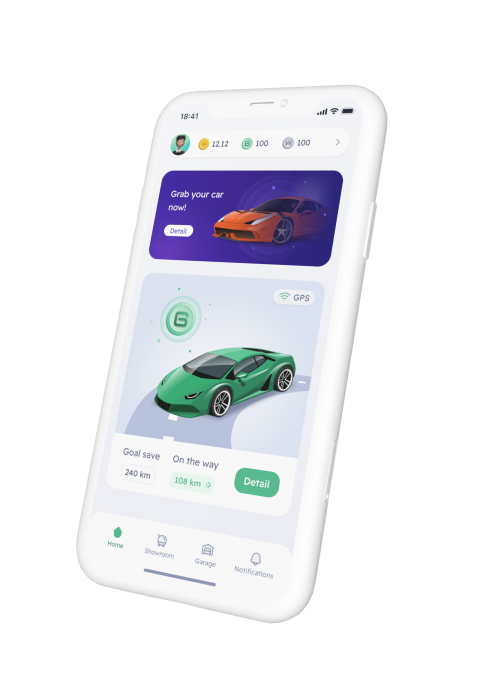 18:41
12.12 G 100 W 100
Grab your car
now!
Detail
GPS
G
Goal save
240 km
On the way
108 km
Detail
Home
Showroom
Garage
Notifications